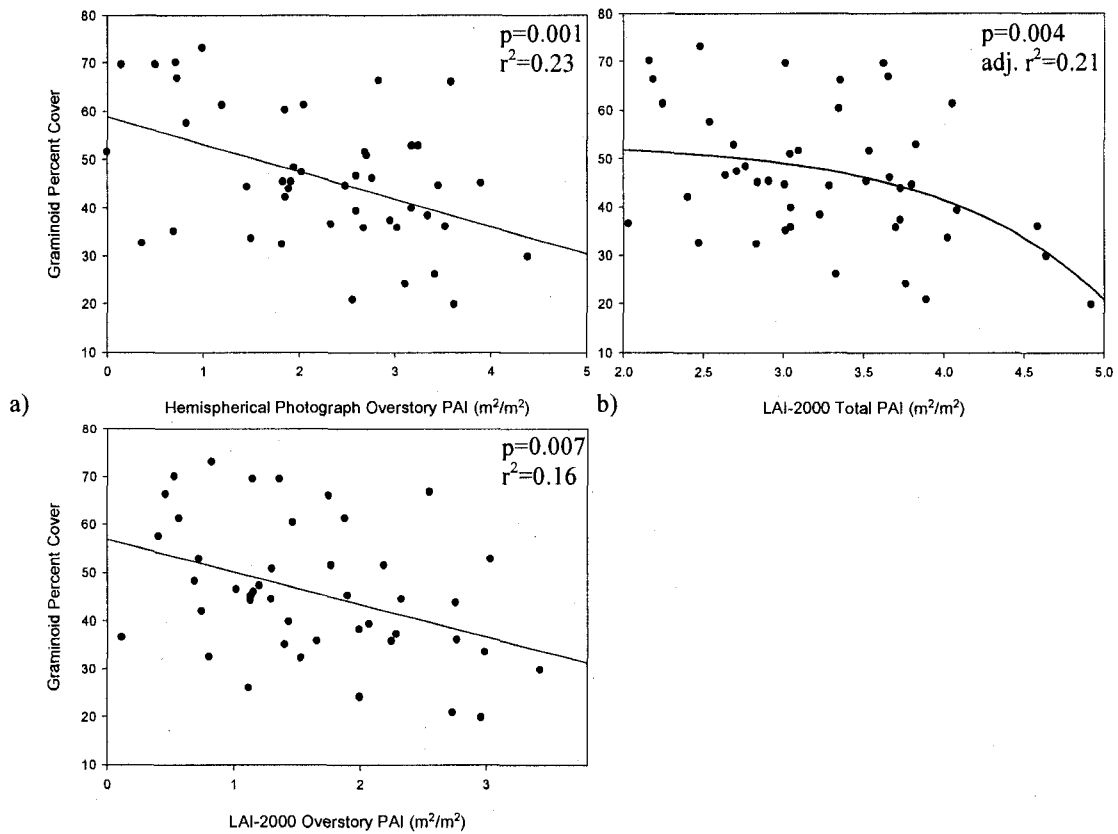 p=0.001
r²=0.23
Graminoid Percent Cover
80
70
60
50
40
30
20
10
0 1 2 3 4 5
a) Hemispherical Photograph Overstory PAI (m²/m²)
p=0.004
adj. r²=0.21
80
70
60
50
40
30
20
10
2.0 2.5 3.0 3.5 4.0 4.5 5.0
b) LAI-2000 Total PAI (m²/m²)
p=0.007
r²=0.16
Graminoid Percent Cover
80
70
60
50
40
30
20
10
0 1 2 3
LAI-2000 Overstory PAI (m²/m²)